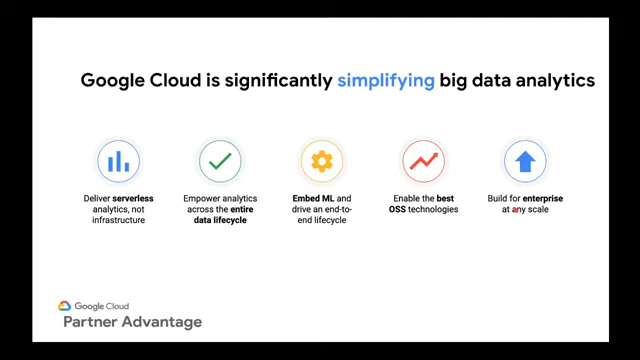 Google Cloud is significantly simplifying big data analytics
Deliver serverless
analytics, not
infrastructure
Empower analytics
across the entire
data lifecycle
Embed ML and
drive an end-to-
end lifecycle
Enable the best
OSS technologies
Build for enterprise
at any scale
Google Cloud
Partner Advantage